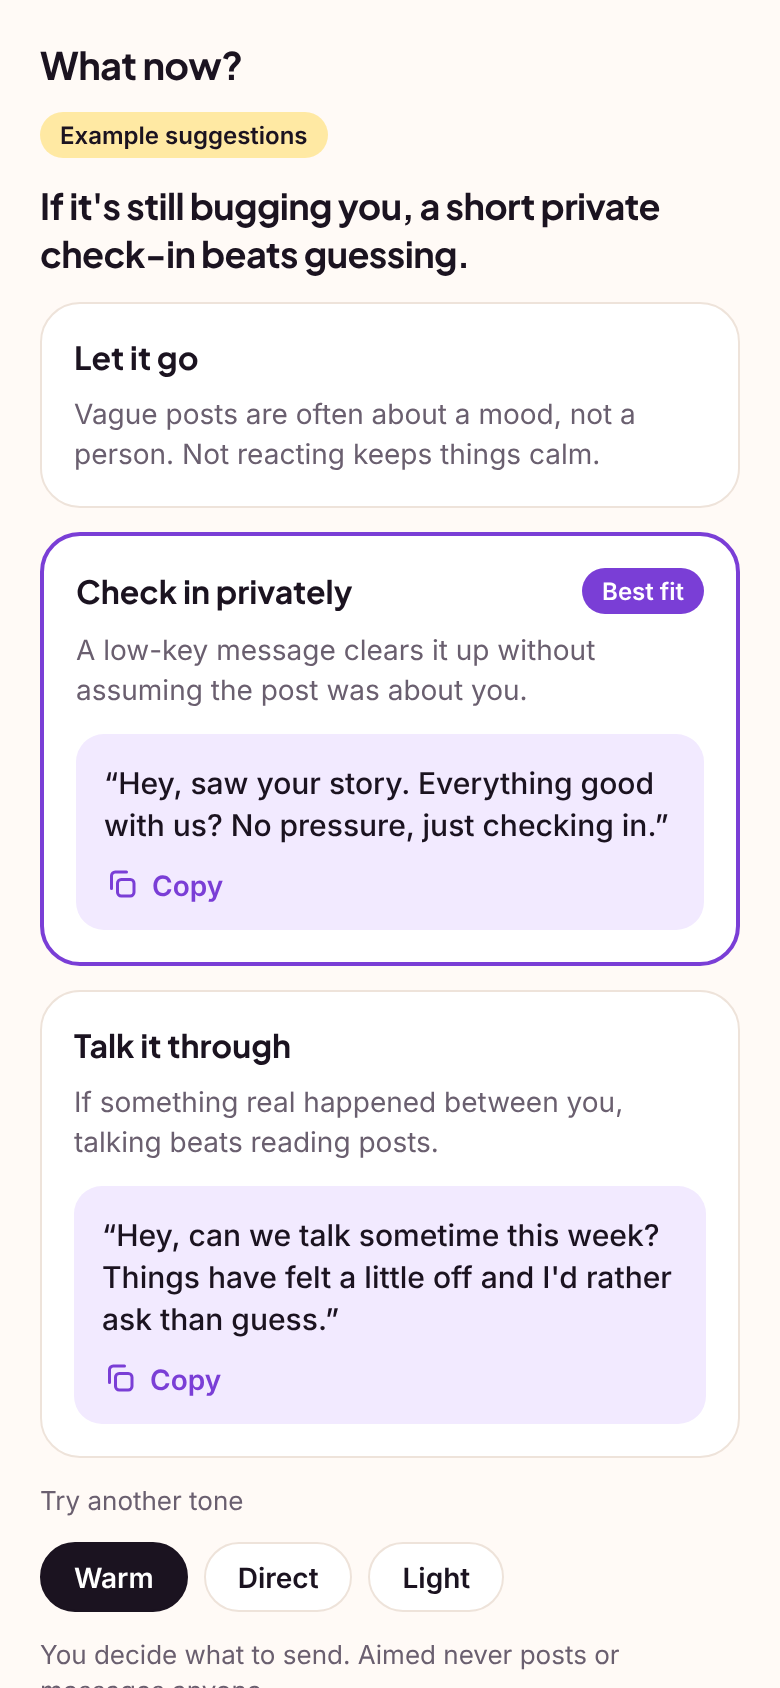 What now?
Example suggestions
If it's still bugging you, a short private
check-in beats guessing.
Let it go
Vague posts are often about a mood, not a
person. Not reacting keeps things calm.
Check in privately
Best fit
A low-key message clears it up without
assuming the post was about you.
“Hey, saw your story. Everything good
with us? No pressure, just checking in.”
Copy
Talk it through
If something real happened between you,
talking beats reading posts.
“Hey, can we talk sometime this week?
Things have felt a little off and I'd rather
ask than guess.”
Copy
Try another tone
Warm
Direct
Light
You decide what to send. Aimed never posts or